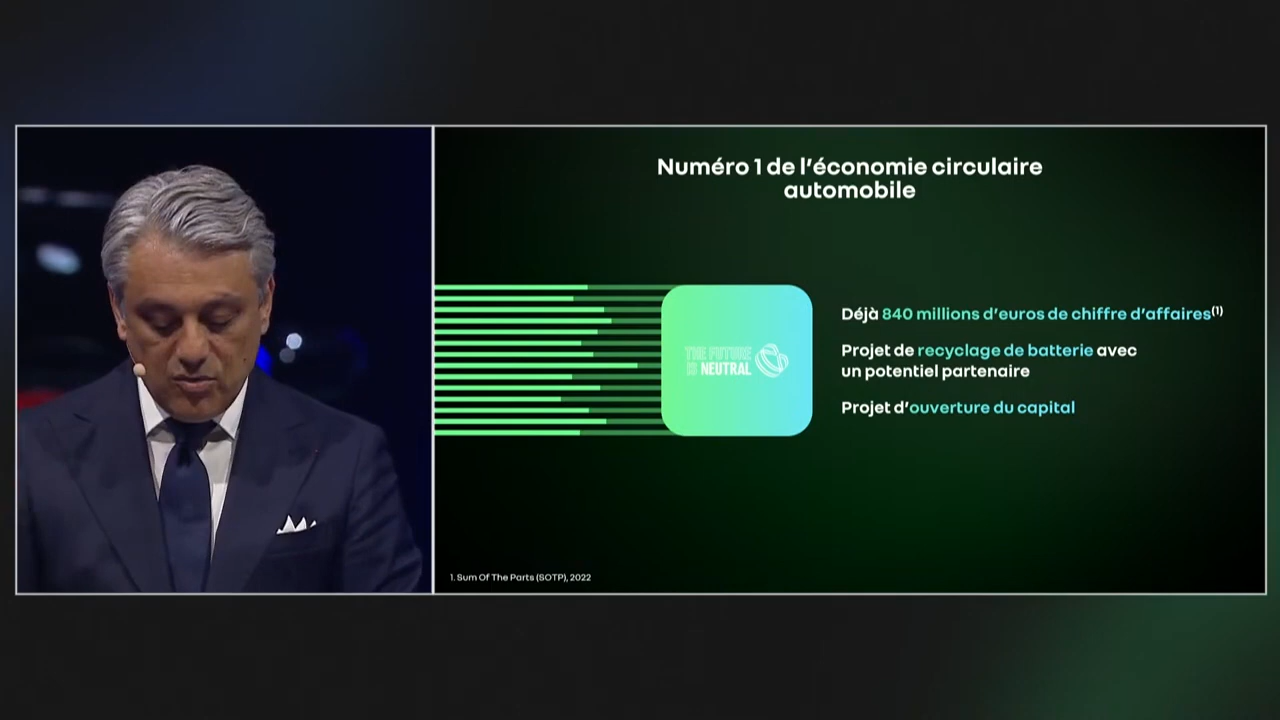 Numéro 1 de l'économie circulaire
automobile
THE FUTURE
IS NEUTRAL
Déjà 840 millions d'euros de chiffre d'affaires(1)
Projet de recyclage de batterie avec
un potentiel partenaire
Projet d'ouverture du capital
1. Sum Of The Parts (SOTP), 2022